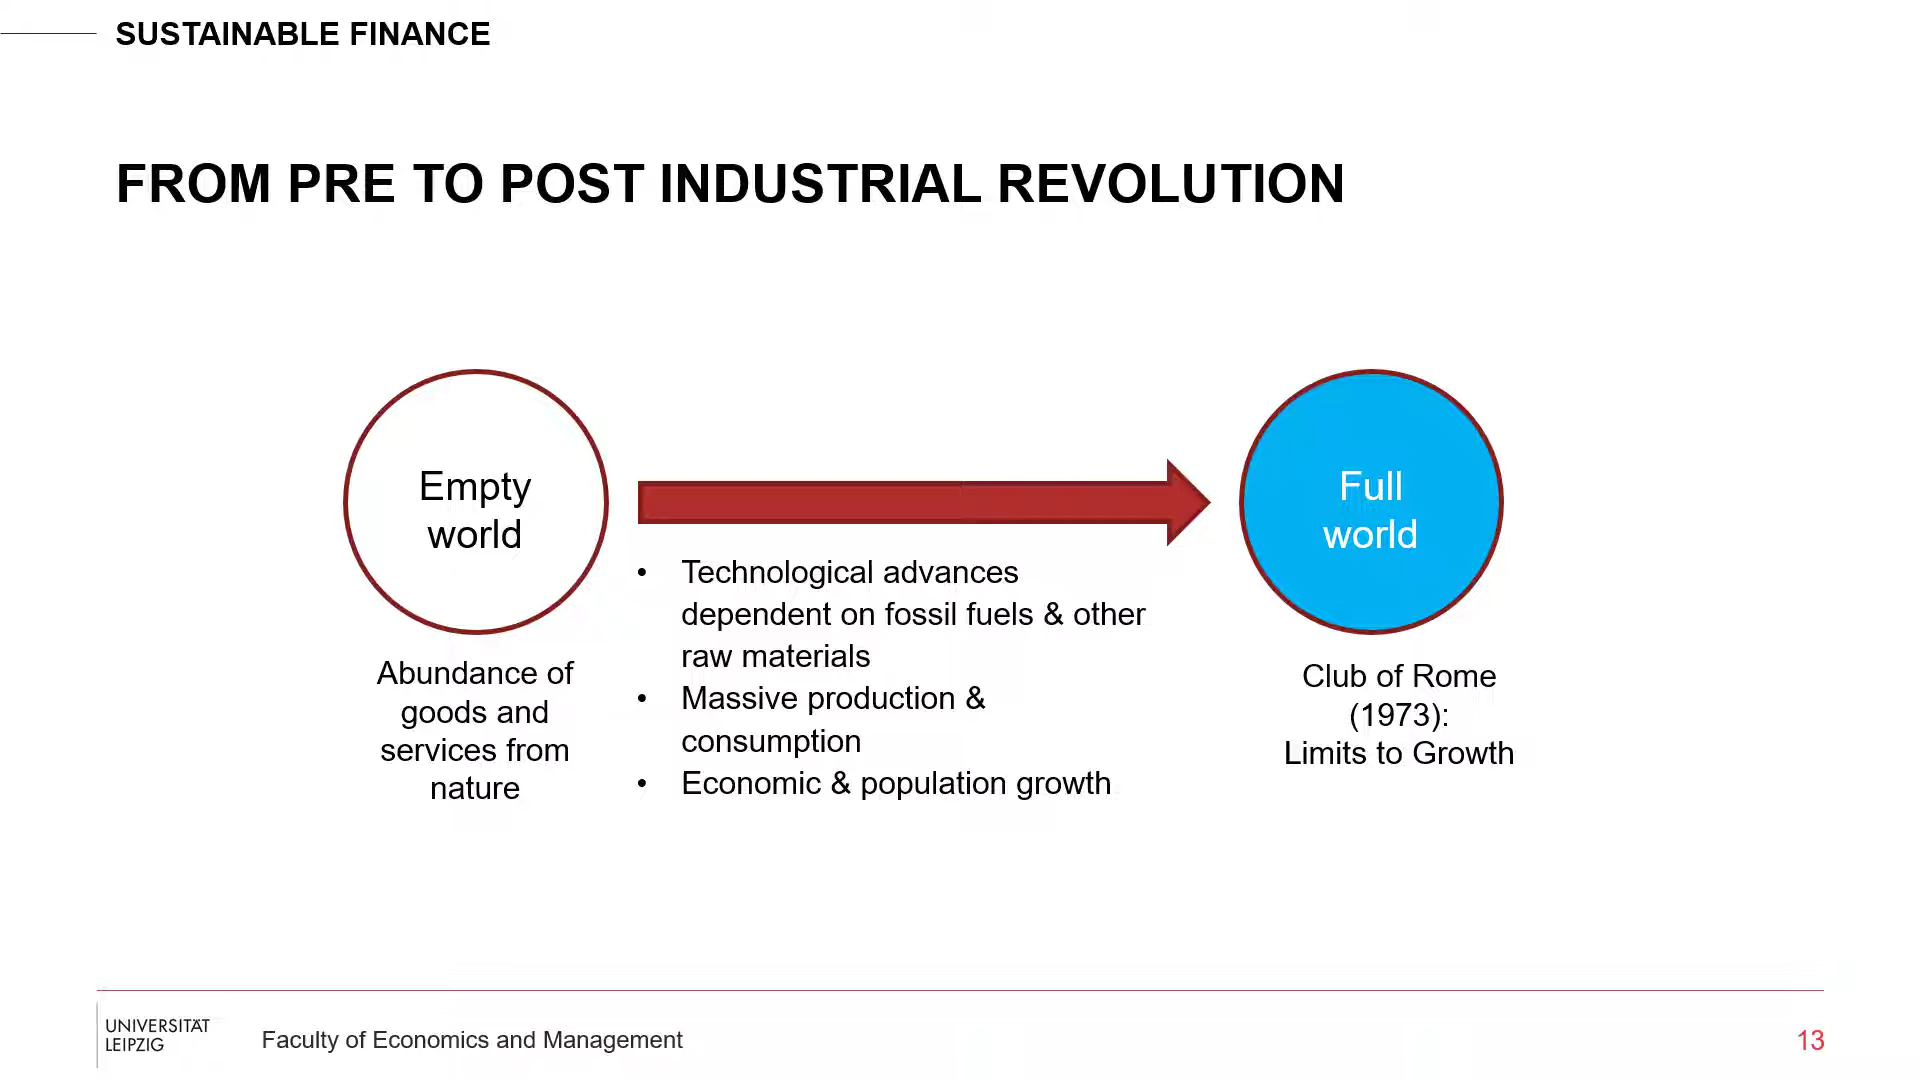 SUSTAINABLE FINANCE
FROM PRE TO POST INDUSTRIAL REVOLUTION
Empty
world
Abundance of
goods and
services from
nature
• Technological advances
dependent on fossil fuels & other
raw materials
• Massive production &
consumption
• Economic & population growth
Full
world
Club of Rome
(1973):
Limits to Growth
UNIVERSITÄT
LEIPZIG
Faculty of Economics and Management
13